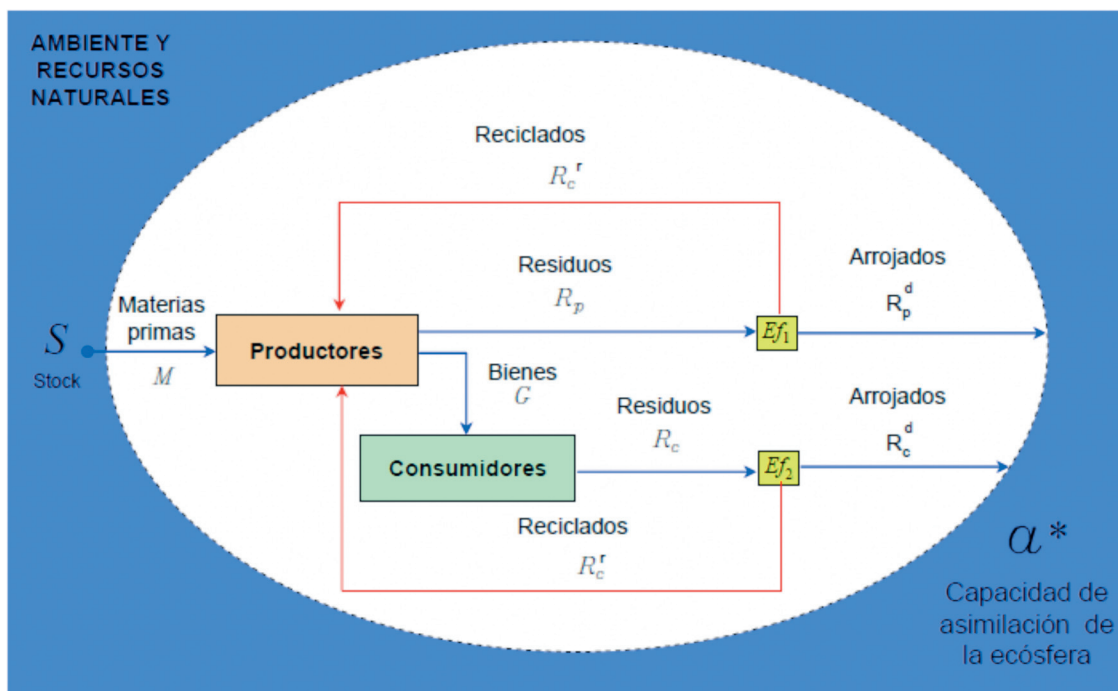 AMBIENTE Y
RECURSOS
NATURALES
Reciclados
R_c^r
Residuos
R_p
Arrojados
R_p^d
Materias
primas
M
S
Stock
Productores
Ef_1
Bienes
G
Residuos
R_c
Arrojados
R_c^d
Consumidores
Ef_2
Reciclados
R_c^r
α*
Capacidad de
asimilación de
la ecósfera